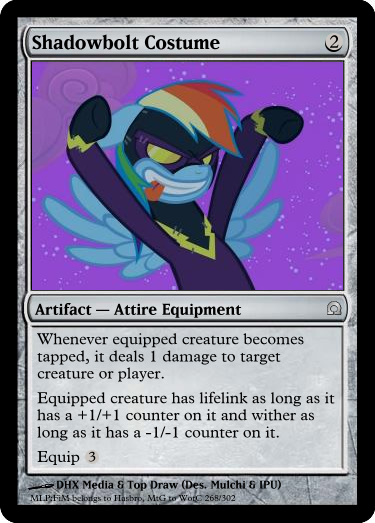 Shadowbolt Costume 2
Artifact — Attire Equipment
Whenever equipped creature becomes
tapped, it deals 1 damage to target
creature or player.
Equipped creature has lifelink as long as it
has a +1/+1 counter on it and wither as
long as it has a -1/-1 counter on it.
Equip 3
DHX Media & Top Draw (Des. Mulchi & IPU)
MLP:FiM belongs to Hasbro, MtG to WotC 268/302